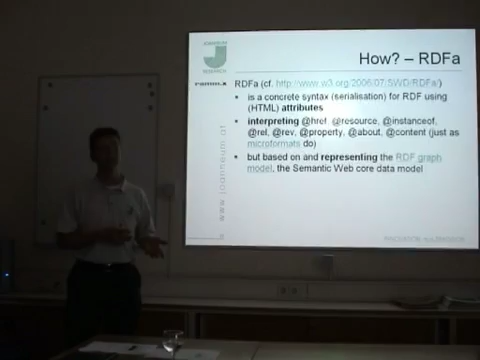 JOANNEUM
RESEARCH
How? – RDFa
RDFa (cf. http://www.w3.org/2006/07/SWD/RDFa/)
• is a concrete syntax (serialisation) for RDF using
(HTML) attributes
• interpreting @href, @resource, @instanceof,
@rel, @rev, @property, @about, @content (just as
microformats do)
• but based on and representing the RDF graph
model, the Semantic Web core data model
www.joanneum.at